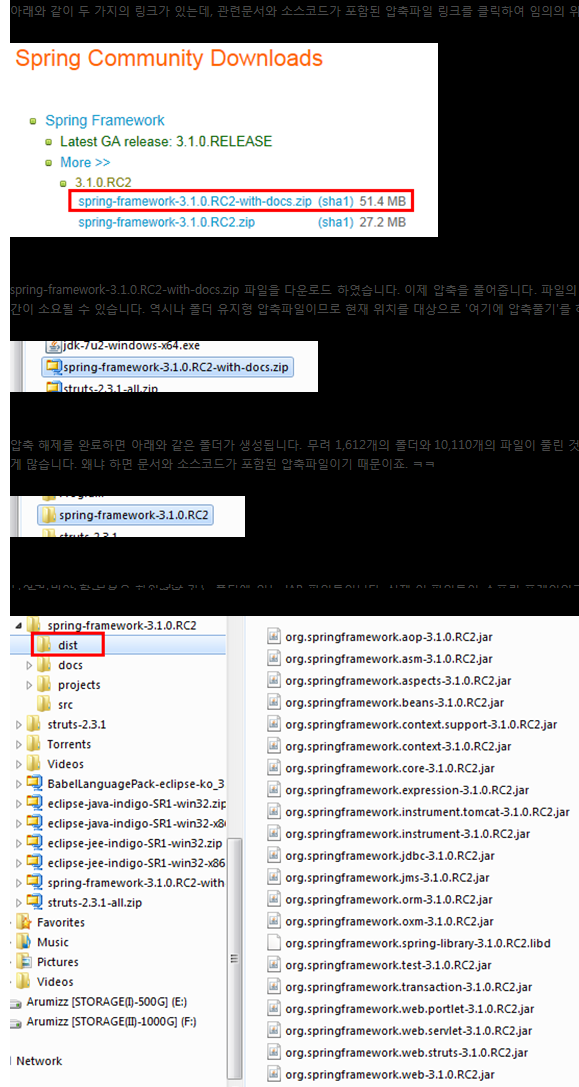 아래와 같이 두 가지의 링크가 있는데, 관련문서와 소스코드가 포함된 압축파일 링크를 클릭하여 임의의 위
Spring Community Downloads
Spring Framework
Latest GA release: 3.1.0.RELEASE
More >>
3.1.0.RC2
spring-framework-3.1.0.RC2-with-docs.zip (sha1) 51.4 MB
spring-framework-3.1.0.RC2.zip (sha1) 27.2 MB
spring-framework-3.1.0.RC2-with-docs.zip 파일을 다운로드 하였습니다. 이제 압축을 풀어줍니다. 파일의
간이 소요될 수 있습니다. 역시나 폴더 유지형 압축파일이므로 현재 위치를 대상으로 '여기에 압축풀기'를
jdk-7u2-windows-x64.exe
spring-framework-3.1.0.RC2-with-docs.zip
struts-2.3.1-all.zip
압축 해제를 완료하면 아래와 같은 폴더가 생성됩니다. 무려 1,612개의 폴더와 10,110개의 파일이 풀린 것
게 많습니다. 왜냐 하면 문서와 소스코드가 포함된 압축파일이기 때문이죠. ㅋㅋ
Program
spring-framework-3.1.0.RC2
struts-2.3.1
spring-framework-3.1.0.RC2
dist
docs
projects
src
struts-2.3.1
Torrents
Videos
BabelLanguagePack-eclipse-ko_3
eclipse-java-indigo-SR1-win32.zip
eclipse-java-indigo-SR1-win32-x8
eclipse-jee-indigo-SR1-win32.zip
eclipse-jee-indigo-SR1-win32-x86
spring-framework-3.1.0.RC2-with
struts-2.3.1-all.zip
Favorites
Music
Pictures
Videos
Arumizz [STORAGE(I)-500G] (E:)
Arumizz [STORAGE(II)-1000G] (F:)
Network
org.springframework.aop-3.1.0.RC2.jar
org.springframework.asm-3.1.0.RC2.jar
org.springframework.aspects-3.1.0.RC2.jar
org.springframework.beans-3.1.0.RC2.jar
org.springframework.context.support-3.1.0.RC2.jar
org.springframework.context-3.1.0.RC2.jar
org.springframework.core-3.1.0.RC2.jar
org.springframework.expression-3.1.0.RC2.jar
org.springframework.instrument.tomcat-3.1.0.RC2.jar
org.springframework.instrument-3.1.0.RC2.jar
org.springframework.jdbc-3.1.0.RC2.jar
org.springframework.jms-3.1.0.RC2.jar
org.springframework.orm-3.1.0.RC2.jar
org.springframework.oxm-3.1.0.RC2.jar
org.springframework.spring-library-3.1.0.RC2.libd
org.springframework.test-3.1.0.RC2.jar
org.springframework.transaction-3.1.0.RC2.jar
org.springframework.web.portlet-3.1.0.RC2.jar
org.springframework.web.servlet-3.1.0.RC2.jar
org.springframework.web.struts-3.1.0.RC2.jar
org.springframework.web-3.1.0.RC2.jar